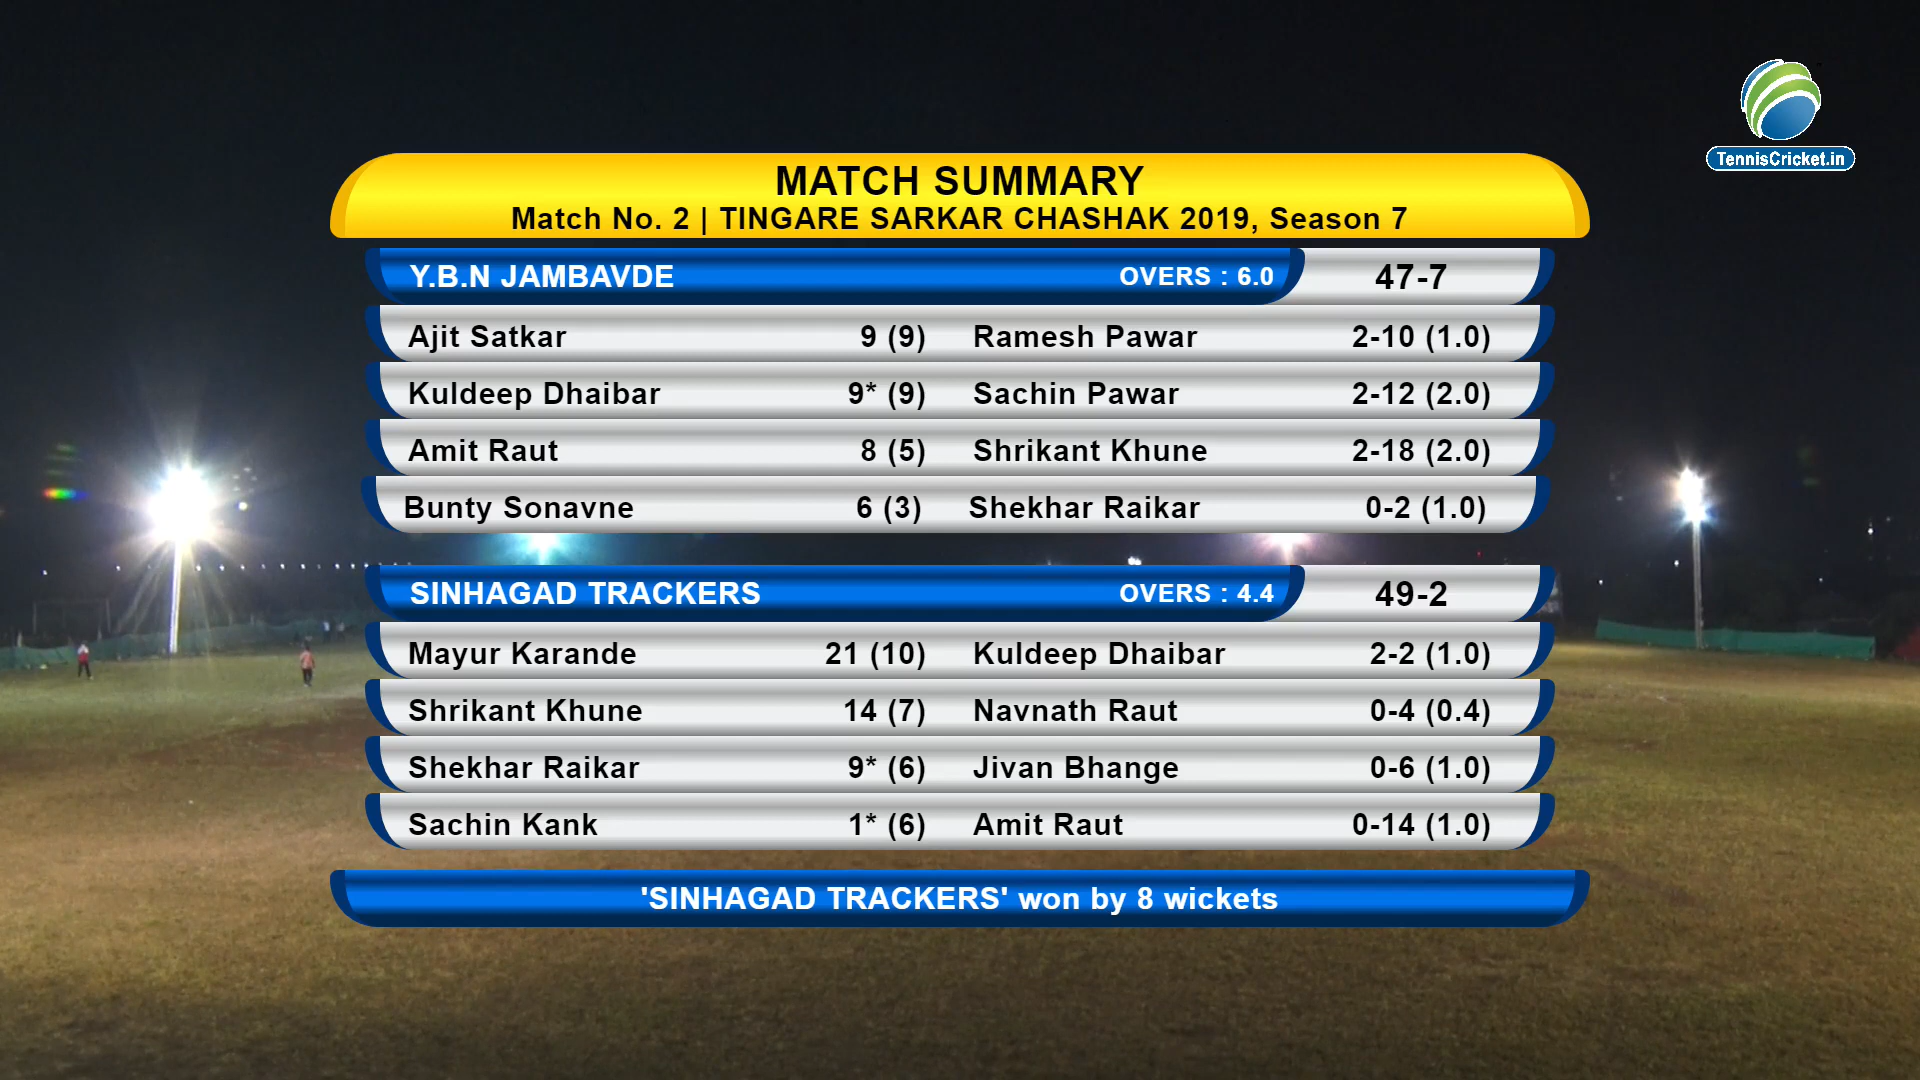 TennisCricket.in
MATCH SUMMARY
Match No. 2 | TINGARE SARKAR CHASHAK 2019, Season 7
Y.B.N JAMBAVDE OVERS : 6.0 47-7
Ajit Satkar 9 (9) Ramesh Pawar 2-10 (1.0)
Kuldeep Dhaibar 9* (9) Sachin Pawar 2-12 (2.0)
Amit Raut 8 (5) Shrikant Khune 2-18 (2.0)
Bunty Sonavne 6 (3) Shekhar Raikar 0-2 (1.0)
SINHAGAD TRACKERS OVERS : 4.4 49-2
Mayur Karande 21 (10) Kuldeep Dhaibar 2-2 (1.0)
Shrikant Khune 14 (7) Navnath Raut 0-4 (0.4)
Shekhar Raikar 9* (6) Jivan Bhange 0-6 (1.0)
Sachin Kank 1* (6) Amit Raut 0-14 (1.0)
'SINHAGAD TRACKERS' won by 8 wickets